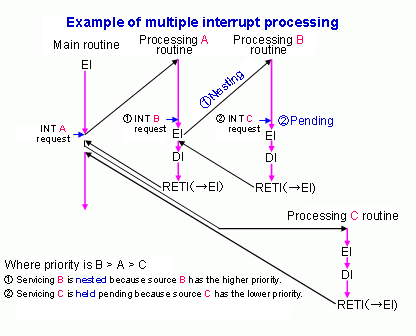 Example of multiple interrupt processing
Main routine
Processing A
routine
Processing B
routine
EI
①Nesting
① INT B
request
② INT C
request
②Pending
INT A
request
EI
EI
DI
DI
RETI(→EI)
RETI(→EI)
Processing C routine
EI
DI
RETI(→EI)
Where priority is B > A > C
① Servicing B is nested because source B has the higher priority.
② Servicing C is held pending because source C has the lower priority.